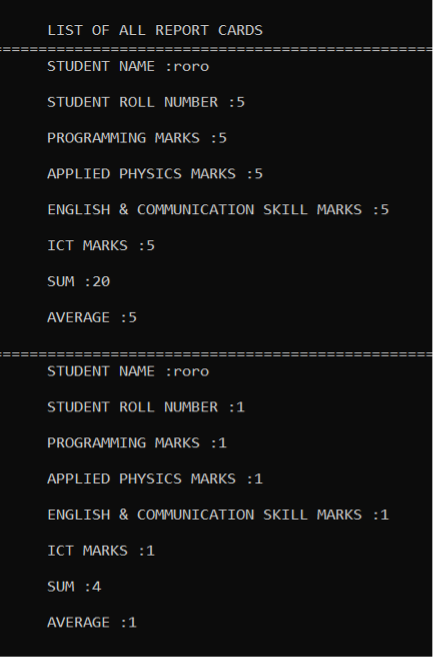 LIST OF ALL REPORT CARDS
================================================
STUDENT NAME :roro
STUDENT ROLL NUMBER :5
PROGRAMMING MARKS :5
APPLIED PHYSICS MARKS :5
ENGLISH & COMMUNICATION SKILL MARKS :5
ICT MARKS :5
SUM :20
AVERAGE :5
================================================
STUDENT NAME :roro
STUDENT ROLL NUMBER :1
PROGRAMMING MARKS :1
APPLIED PHYSICS MARKS :1
ENGLISH & COMMUNICATION SKILL MARKS :1
ICT MARKS :1
SUM :4
AVERAGE :1